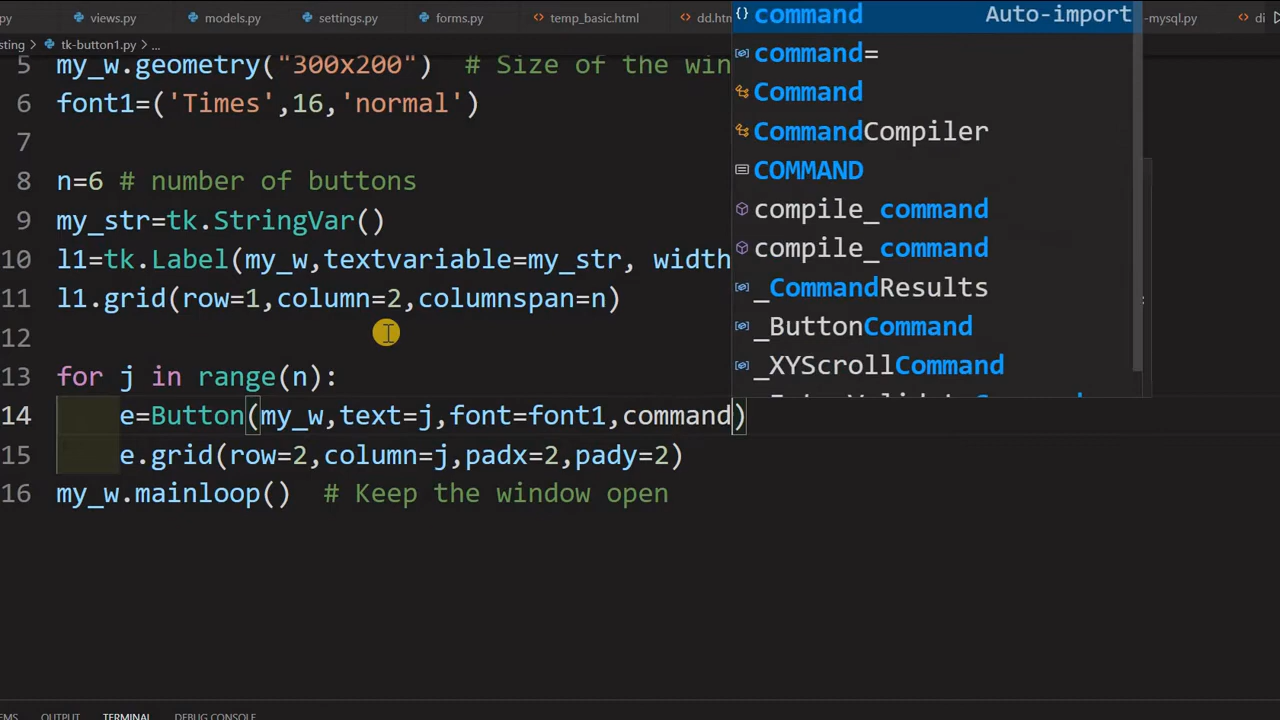 py views.py models.py settings.py forms.py temp_basic.html dd.htm -mysql.py di
sting > tk-button1.py > ...
5 my_w.geometry("300x200") # Size of the win
6 font1=('Times',16,'normal')
7
8 n=6 # number of buttons
9 my_str=tk.StringVar()
10 l1=tk.Label(my_w,textvariable=my_str, width
11 l1.grid(row=1,column=2,columnspan=n)
12
13 for j in range(n):
14 e=Button(my_w,text=j,font=font1,command)
15 e.grid(row=2,column=j,padx=2,pady=2)
16 my_w.mainloop() # Keep the window open
command Auto-import
command=
Command
CommandCompiler
COMMAND
compile_command
compile_command
_CommandResults
_ButtonCommand
_XYScrollCommand
EMS OUTPUT TERMINAL DEBUG CONSOLE